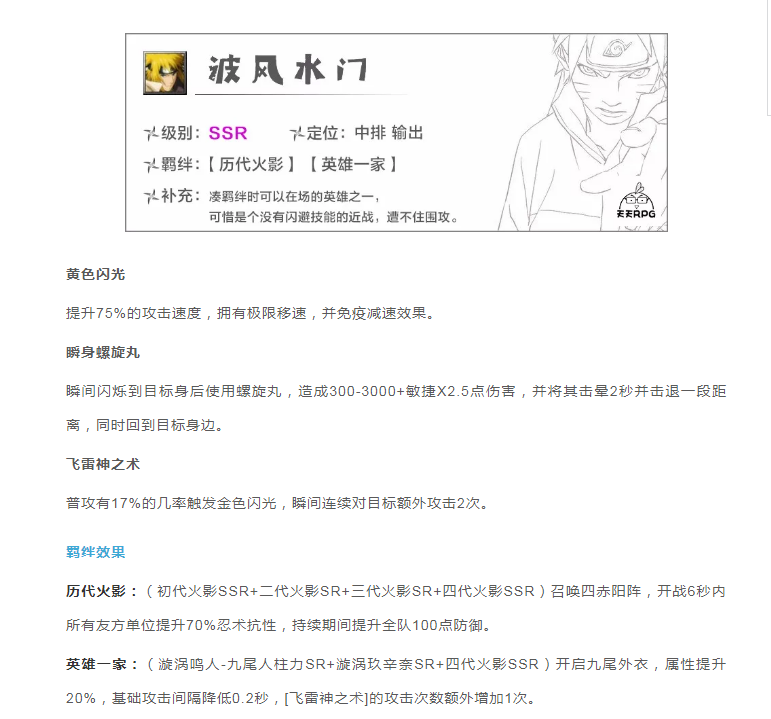 波风水门
级别：SSR 定位：中排 输出
羁绊：【历代火影】【英雄一家】
补充：凑羁绊时可以在场的英雄之一，
可惜是个没有闪避技能的近战，遭不住围攻。
天天RPG
黄色闪光
提升75%的攻击速度，拥有极限移速，并免疫减速效果。
瞬身螺旋丸
瞬间闪烁到目标身后使用螺旋丸，造成300-3000+敏捷X2.5点伤害，并将其击晕2秒并击退一段距
离，同时回到目标身边。
飞雷神之术
普攻有17%的几率触发金色闪光，瞬间连续对目标额外攻击2次。
羁绊效果
历代火影：（初代火影SSR+二代火影SR+三代火影SR+四代火影SSR）召唤四赤阳阵，开战6秒内
所有友方单位提升70%忍术抗性，持续期间提升全队100点防御。
英雄一家：（漩涡鸣人-九尾人柱力SR+漩涡玖辛奈SR+四代火影SSR）开启九尾外衣，属性提升
20%，基础攻击间隔降低0.2秒，[飞雷神之术]的攻击次数额外增加1次。